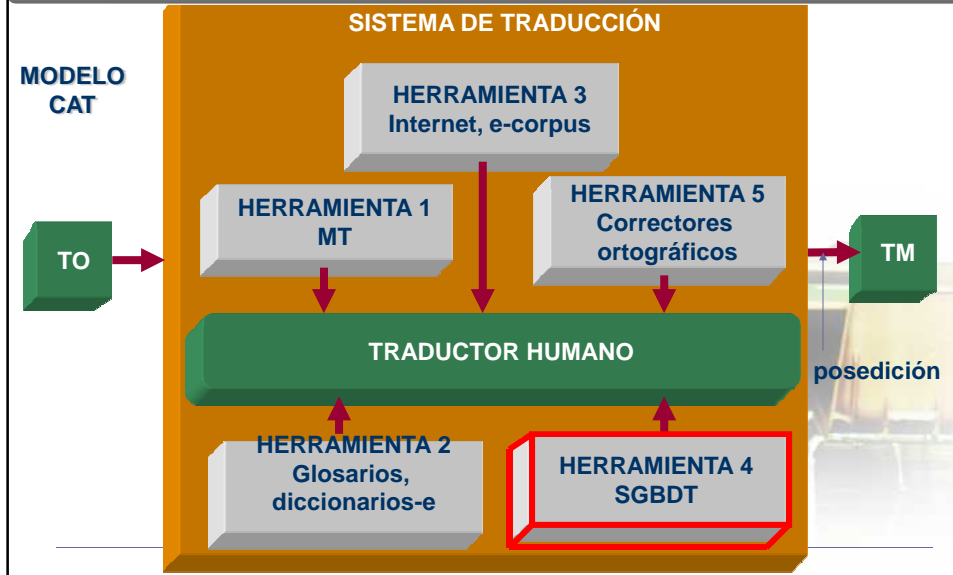 SISTEMA DE TRADUCCIÓN
MODELO
CAT
HERRAMIENTA 3
Internet, e-corpus
HERRAMIENTA 1
MT
HERRAMIENTA 5
Correctores
ortográficos
TO
TM
TRADUCTOR HUMANO
posedición
HERRAMIENTA 2
Glosarios,
diccionarios-e
HERRAMIENTA 4
SGBDT